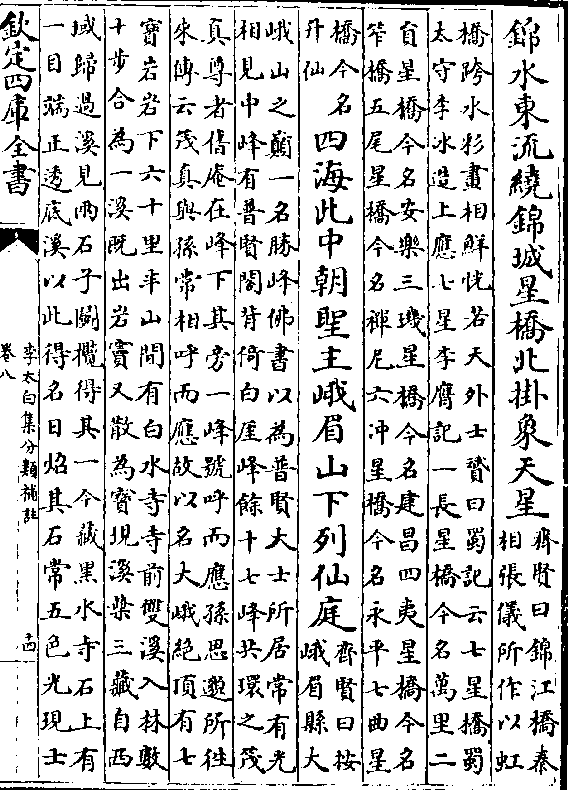 錦水東流繞錦城星橋北掛象天星
齊賢曰錦江橋秦
相張儀所作以虹
橋跨水杉畫相鮮恍若天外士贇曰蜀記云七星橋蜀
太守李冰造上應七星李膺記一長星橋今名萬里二
負星橋今名安樂三璣星橋今名建昌四夷星橋今名
笮橋五尾星橋今名禪尼六冲星橋今名永平七曲星
橋今名
升仙
四海此中朝聖主峨眉山下列仙庭
齊賢曰按
峨眉縣大
峨山之巔一名勝峰佛書以為普賢大士所居常有光
相見中峰有普賢閣背倚白厓峰餘十七峰共環之茂
真尊者偕庵在峰下其旁一峰號呼而應孫思邈所往
來傳云茂真與孫常相呼而應故以名大峨絶頂有七
寶岩岩下六十里半山間有白水寺寺前雙溪入林數
十步合為一溪既出岩竇又散為寶現溪柴三藏自西
域歸過溪見兩石子鬭攬得其一今藏黒水寺石上有
一目端正透底溪以此得名曰焰其石常五色光現士
欽定四庫全書
李太白集分類補註
卷八
十四